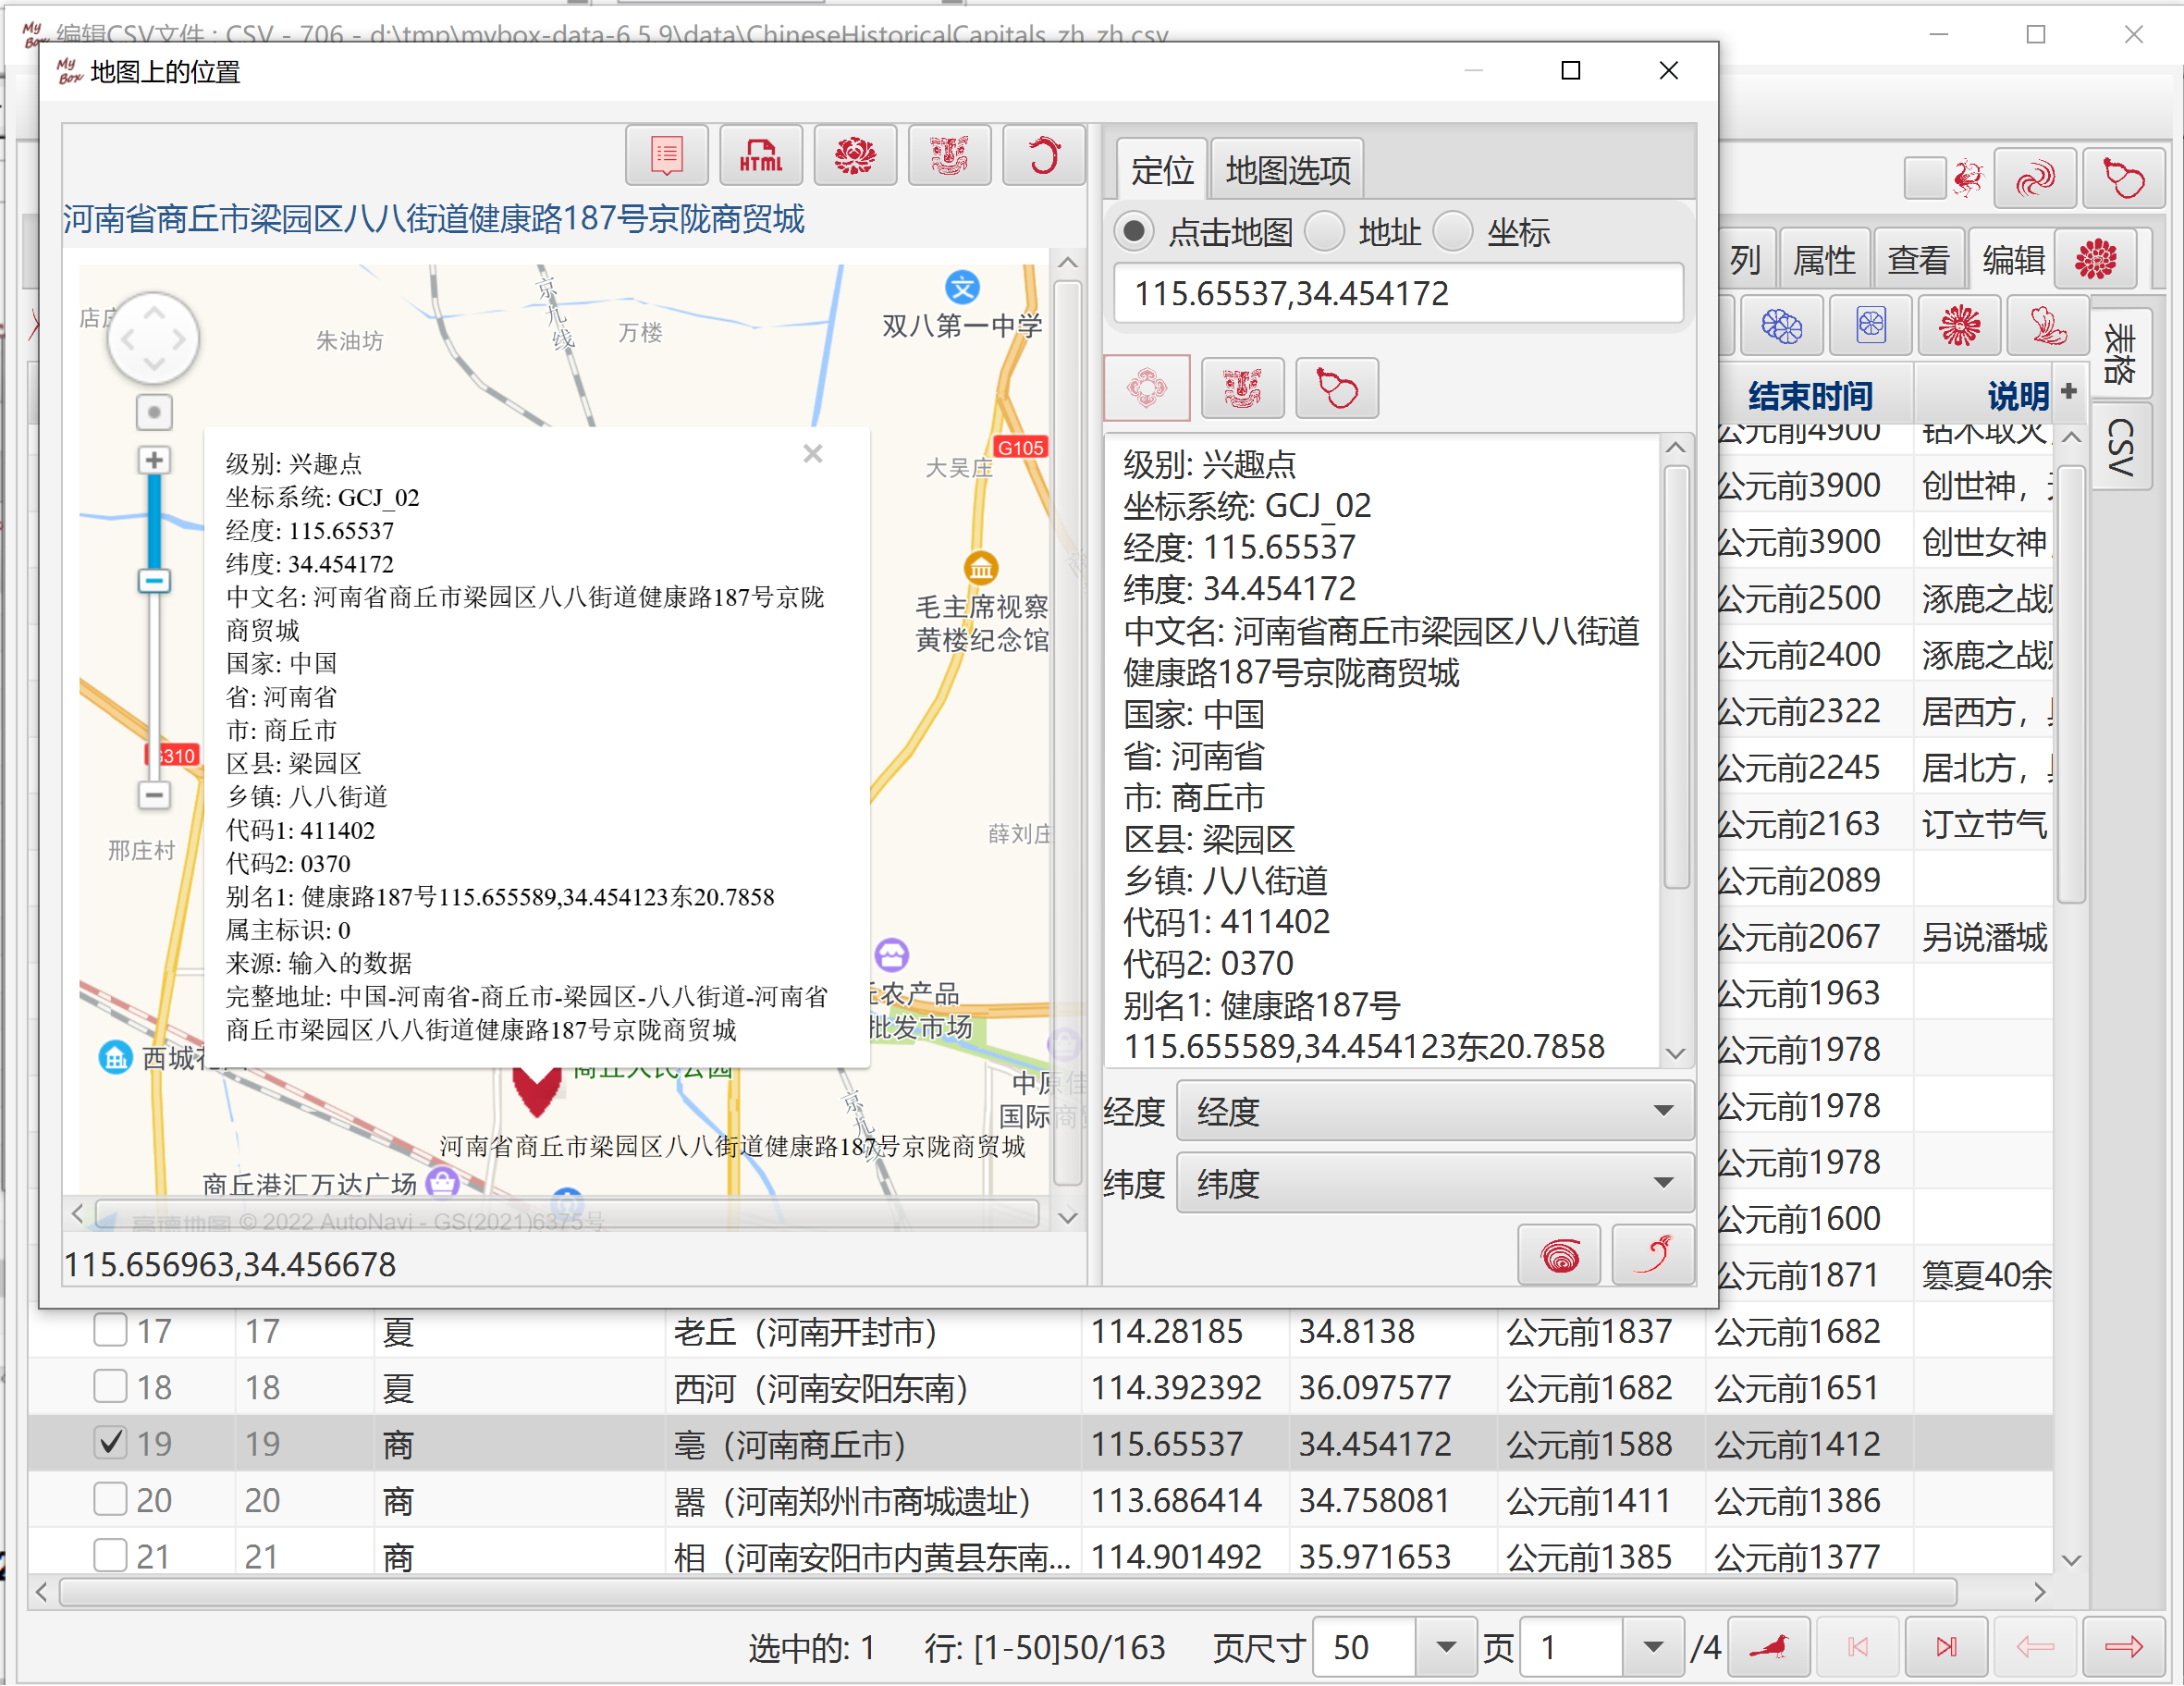 My Box 编辑CSV文件 : CSV - 706 - d:\tmp\mybox-data-6.5.9\data\ChineseHistoricalCapitals_zh_zh.csv
My Box 地图上的位置
HTML
河南省商丘市梁园区八八街道健康路187号京陇商贸城
朱油坊
京九线
万楼
双八第一中学
大吴庄
G105
毛主席视察
黄楼纪念馆
310
邢庄村
薛刘庄
农产品
批发市场
西城
商丘人民公园
中原佳
国际商贸
京九线
河南省商丘市梁园区八八街道健康路187号京陇商贸城
商丘港汇万达广场
高德地图 © 2022 AutoNavi - GS(2021)6375号
级别: 兴趣点
坐标系统: GCJ_02
经度: 115.65537
纬度: 34.454172
中文名: 河南省商丘市梁园区八八街道健康路187号京陇
商贸城
国家: 中国
省: 河南省
市: 商丘市
区县: 梁园区
乡镇: 八八街道
代码1: 411402
代码2: 0370
别名1: 健康路187号115.655589,34.454123东20.7858
属主标识: 0
来源: 输入的数据
完整地址: 中国-河南省-商丘市-梁园区-八八街道-河南省
商丘市梁园区八八街道健康路187号京陇商贸城
115.656963,34.456678
定位 地图选项
点击地图 地址 坐标
115.65537,34.454172
级别: 兴趣点
坐标系统: GCJ_02
经度: 115.65537
纬度: 34.454172
中文名: 河南省商丘市梁园区八八街道
健康路187号京陇商贸城
国家: 中国
省: 河南省
市: 商丘市
区县: 梁园区
乡镇: 八八街道
代码1: 411402
代码2: 0370
别名1: 健康路187号
115.655589,34.454123东20.7858
经度 经度
纬度 纬度
列 属性 查看 编辑
表格
CSV
结束时间 说明 +
公元前4900 钻木取火
公元前3900 创世神，
公元前3900 创世女神
公元前2500 涿鹿之战
公元前2400 涿鹿之战
公元前2322 居西方，
公元前2245 居北方，
公元前2163 订立节气
公元前2089
公元前2067 另说潘城
公元前1963
公元前1978
公元前1978
公元前1978
公元前1600
公元前1871 篡夏40余
17 17 夏 老丘（河南开封市） 114.28185 34.8138 公元前1837 公元前1682
18 18 夏 西河（河南安阳东南） 114.392392 36.097577 公元前1682 公元前1651
19 19 商 亳（河南商丘市） 115.65537 34.454172 公元前1588 公元前1412
20 20 商 嚣（河南郑州市商城遗址） 113.686414 34.758081 公元前1411 公元前1386
21 21 商 相（河南安阳市内黄县东南... 114.901492 35.971653 公元前1385 公元前1377
选中的: 1 行: [1-50]50/163 页尺寸 50 页 1 /4